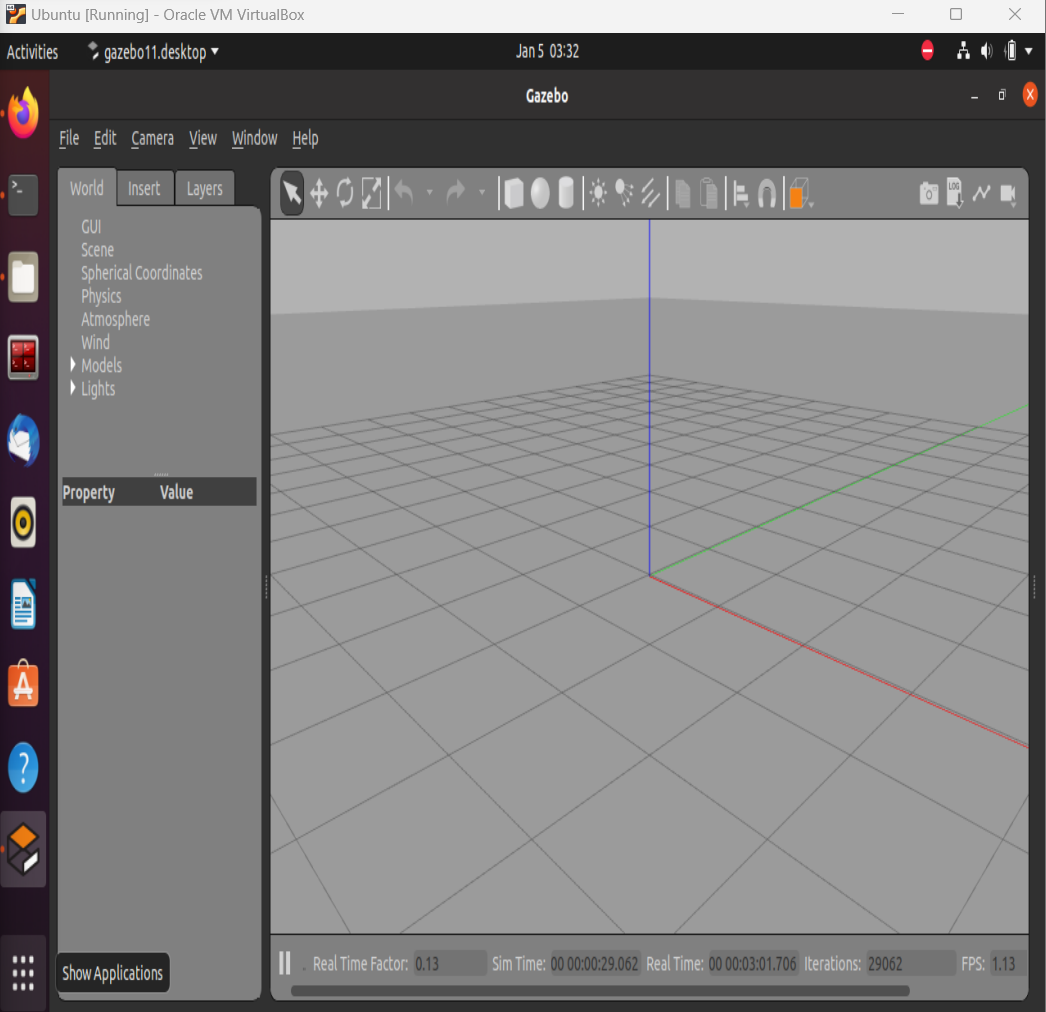 Ubuntu [Running] - Oracle VM VirtualBox
Activities gazebo11.desktop Jan 5 03:32
Gazebo
File Edit Camera View Window Help
World Insert Layers
LOG
GUI
Scene
Spherical Coordinates
Physics
Atmosphere
Wind
Models
Lights
Property Value
Show Applications
Real Time Factor: 0.13 Sim Time: 00 00:00:29.062 Real Time: 00 00:03:01.706 Iterations: 29062 FPS: 1.13